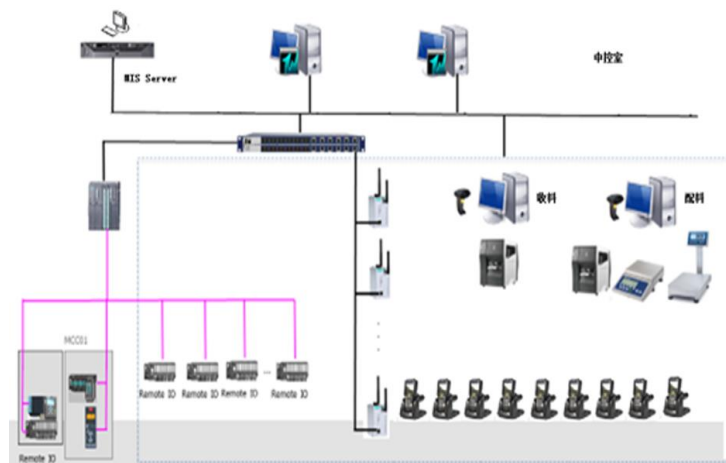 MIS Server
中控室
收料
配料
MCC01
Remote IO
Remote IO
Remote IO
...
Remote IO
Remote IO